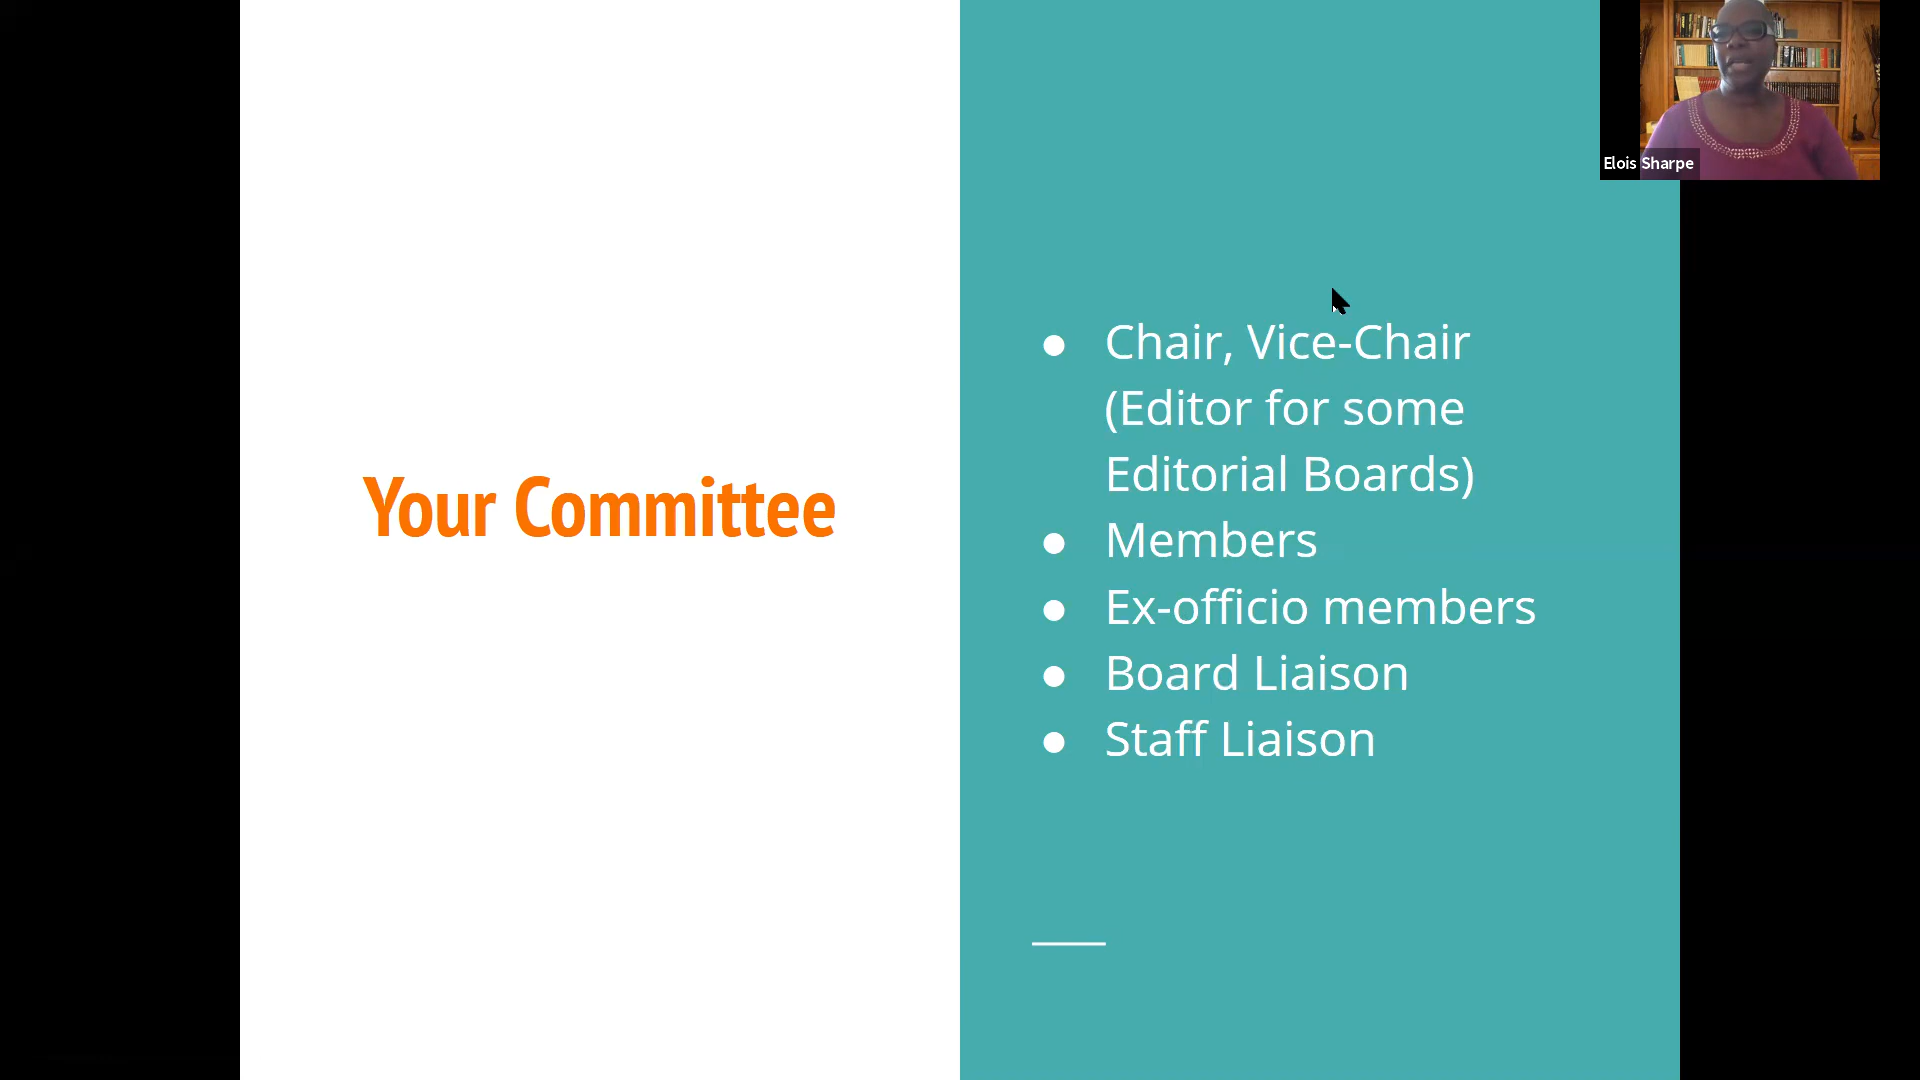 Elois Sharpe
Your Committee
● Chair, Vice-Chair
(Editor for some
Editorial Boards)
● Members
● Ex-officio members
● Board Liaison
● Staff Liaison